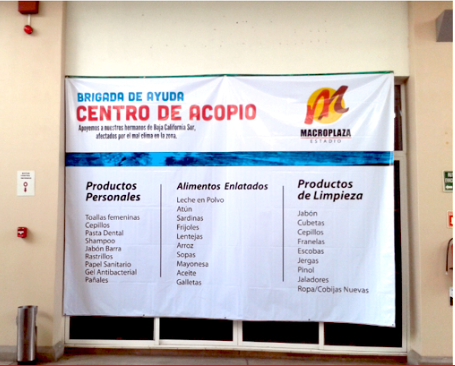 BRIGADA DE AYUDA
CENTRO DE ACOPIO
Apoyemos a nuestros hermanos de Baja California Sur,
afectados por el mal clima en la zona.
MACROPLAZA
ESTADIO
Productos
Personales
Toallas femeninas
Cepillos
Pasta Dental
Shampoo
Jabón Barra
Rastrillos
Papel Sanitario
Gel Antibacterial
Pañales
Alimentos Enlatados
Leche en Polvo
Atún
Sardinas
Frijoles
Lentejas
Arroz
Sopas
Mayonesa
Aceite
Galletas
Productos
de Limpieza
Jabón
Cubetas
Cepillos
Franelas
Escobas
Jergas
Pinol
Jaladores
Ropa/Cobijas Nuevas